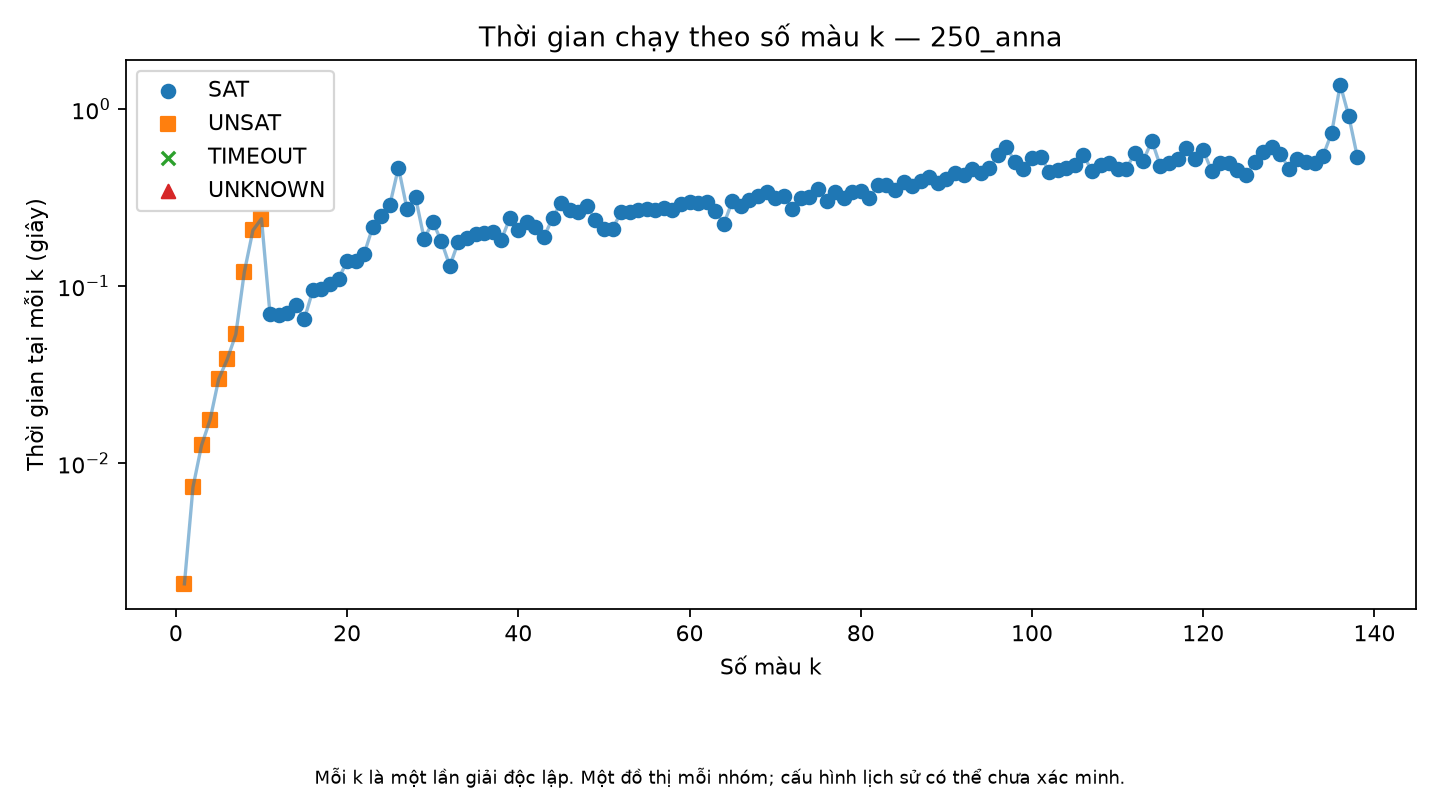 Thời gian chạy theo số màu k — 250_anna
SAT
UNSAT
TIMEOUT
UNKNOWN
10⁰
10⁻¹
10⁻²
Thời gian tại mỗi k (giây)
0 20 40 60 80 100 120 140
Số màu k
Mỗi k là một lần giải độc lập. Một đồ thị mỗi nhóm; cấu hình lịch sử có thể chưa xác minh.